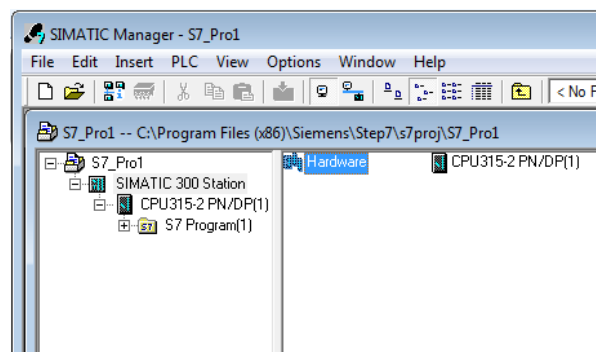 SIMATIC Manager - S7_Pro1
File Edit Insert PLC View Options Window Help
< No F
S7_Pro1 -- C:\Program Files (x86)\Siemens\Step7\s7proj\S7_Pro1
S7_Pro1
SIMATIC 300 Station
CPU315-2 PN/DP(1)
S7 Program(1)
Hardware
CPU315-2 PN/DP(1)